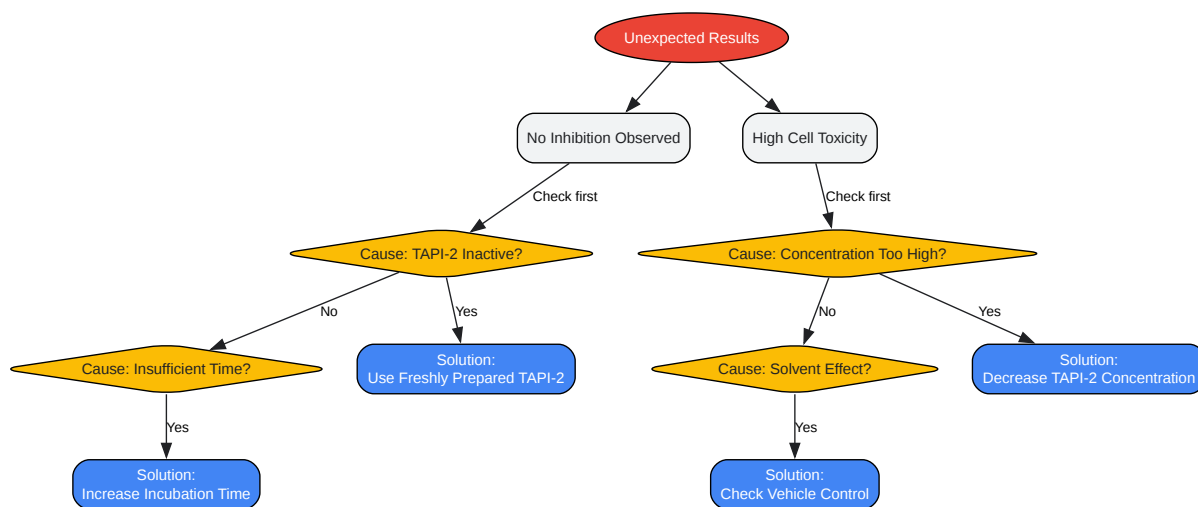 Unexpected Results
No Inhibition Observed
High Cell Toxicity
Check first
Check first
Cause: TAPI-2 Inactive?
Cause: Concentration Too High?
No
Yes
No
Yes
Cause: Insufficient Time?
Solution:
Use Freshly Prepared TAPI-2
Cause: Solvent Effect?
Solution:
Decrease TAPI-2 Concentration
Yes
Yes
Solution:
Increase Incubation Time
Solution:
Check Vehicle Control